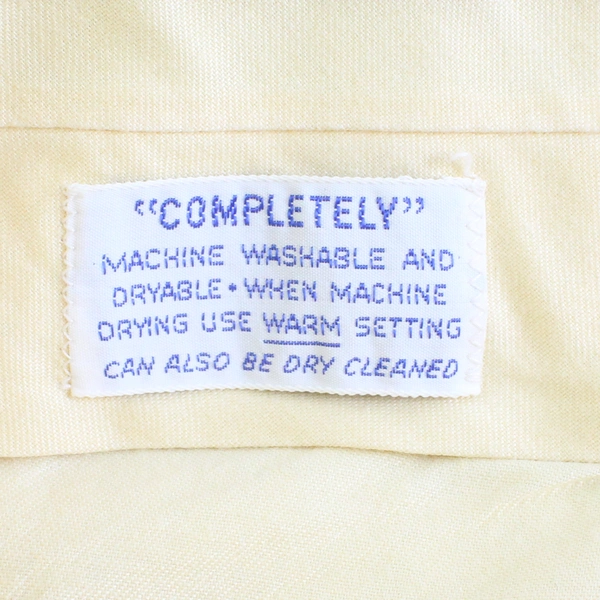 “COMPLETELY”
MACHINE WASHABLE AND
DRYABLE • WHEN MACHINE
DRYING USE WARM SETTING
CAN ALSO BE DRY CLEANED